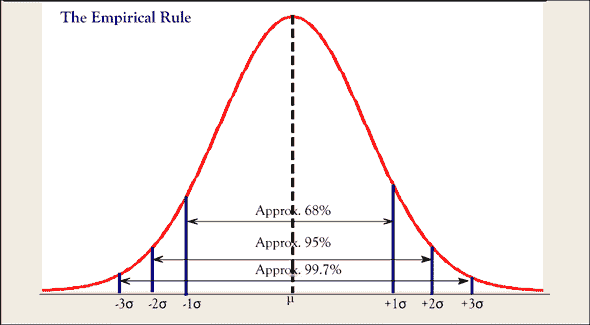 The Empirical Rule
Approx. 68%
Approx. 95%
Approx. 99.7%
-3σ -2σ -1σ μ +1σ +2σ +3σ